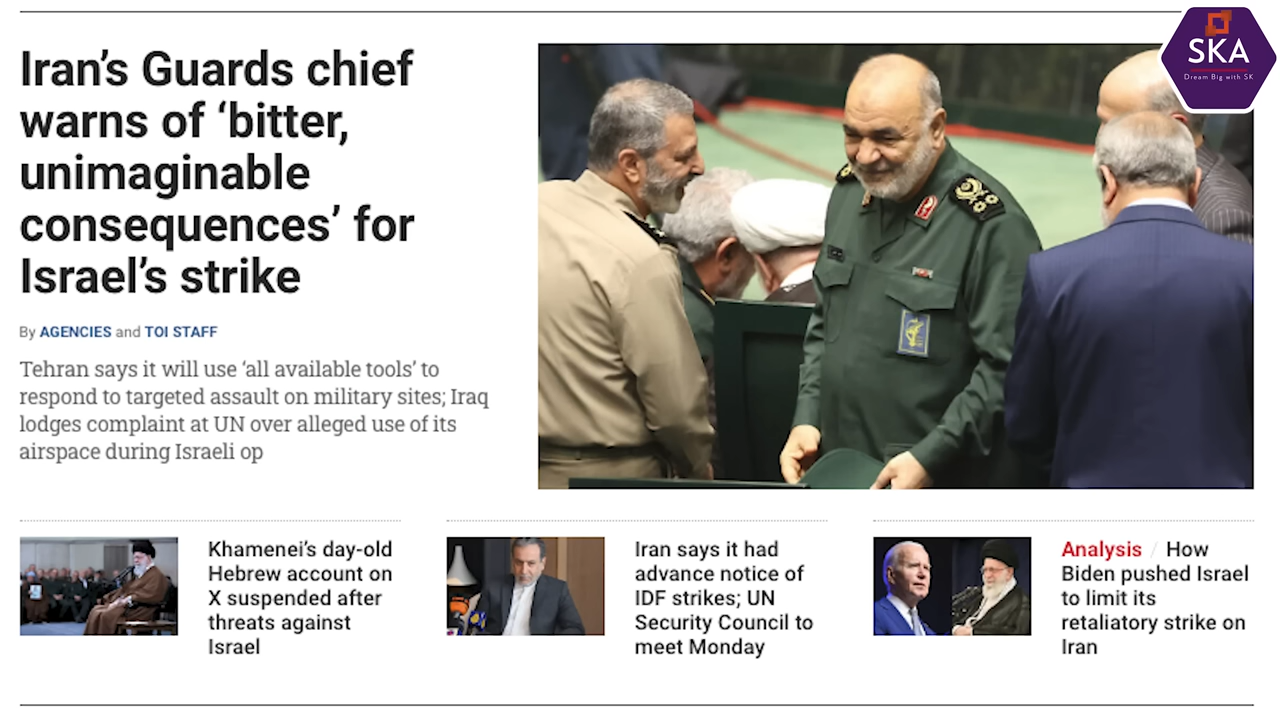 SKA
Dream Big with SK
Iran’s Guards chief
warns of ‘bitter,
unimaginable
consequences’ for
Israel’s strike
By AGENCIES and TOI STAFF
Tehran says it will use ‘all available tools’ to
respond to targeted assault on military sites; Iraq
lodges complaint at UN over alleged use of its
airspace during Israeli op
Khamenei’s day-old
Hebrew account on
X suspended after
threats against
Israel
Iran says it had
advance notice of
IDF strikes; UN
Security Council to
meet Monday
Analysis / How
Biden pushed Israel
to limit its
retaliatory strike on
Iran